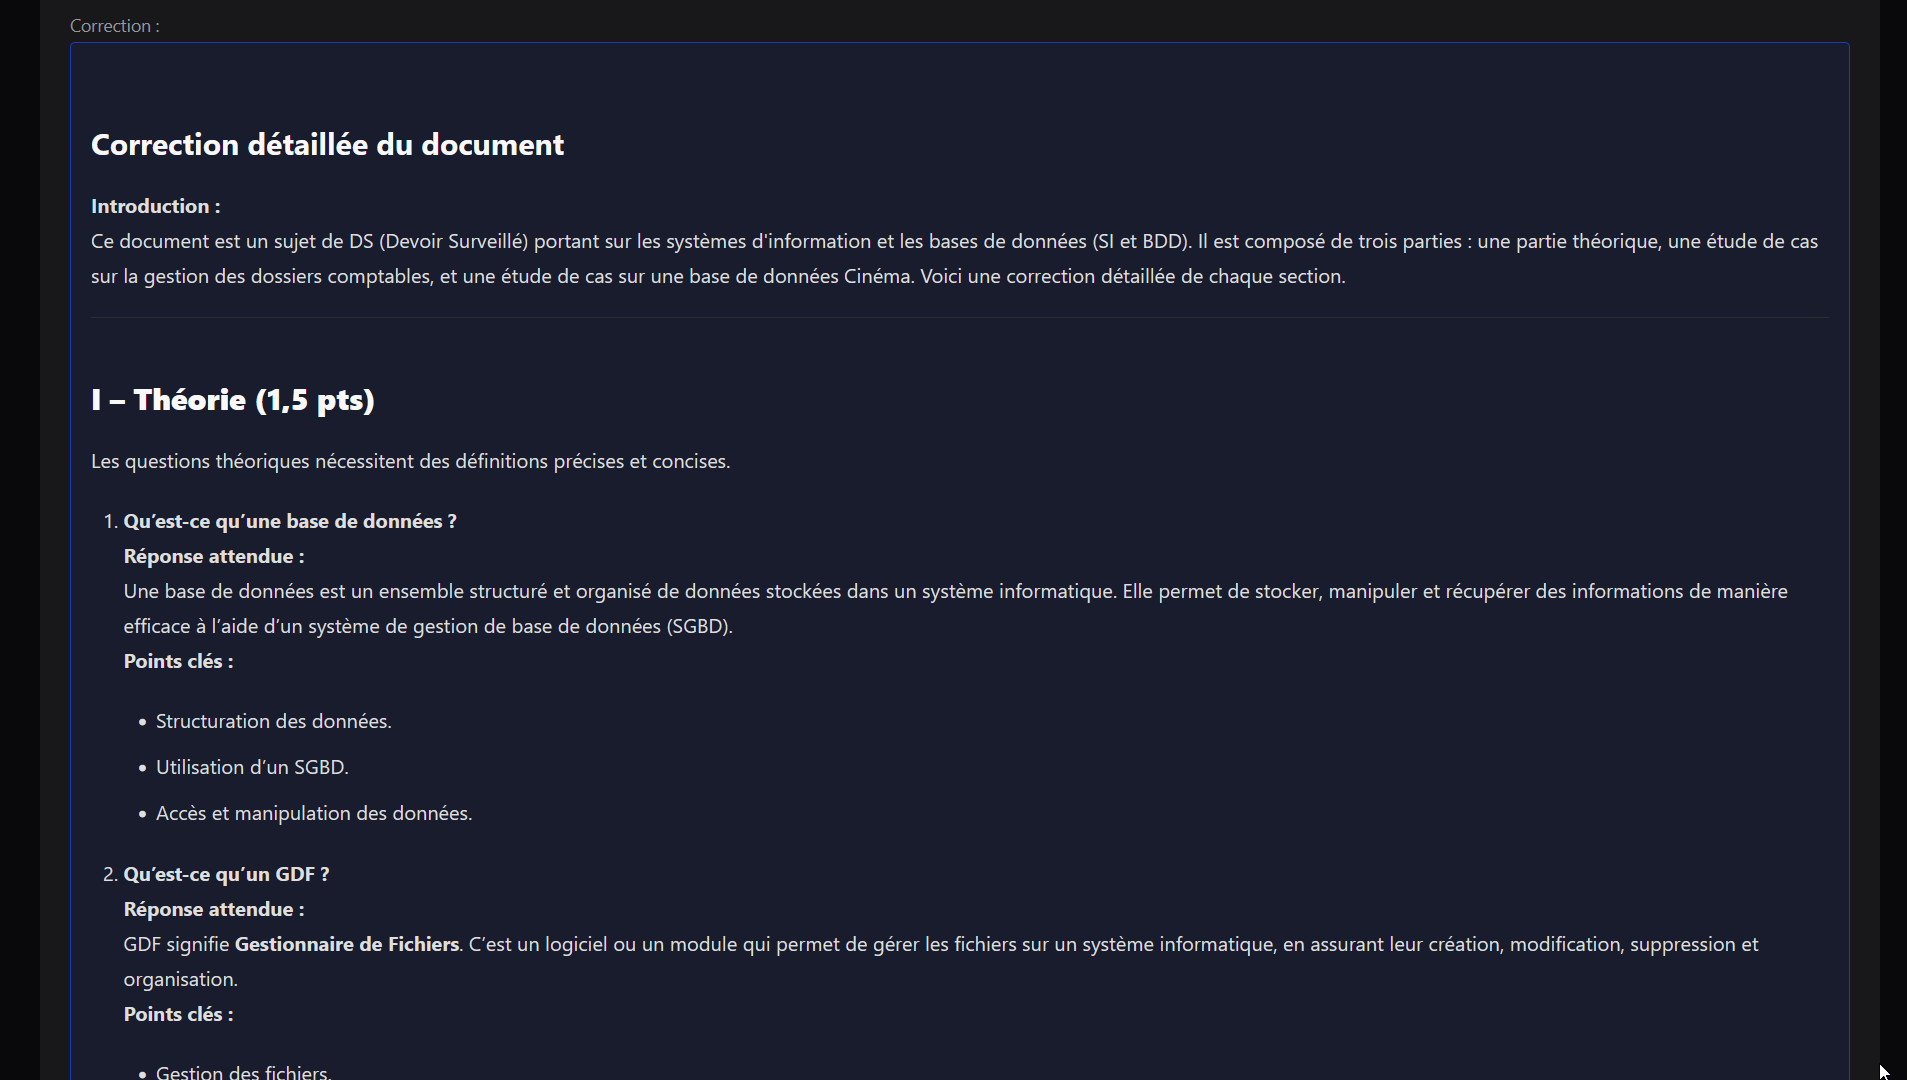 Correction :
Correction détaillée du document
Introduction :
Ce document est un sujet de DS (Devoir Surveillé) portant sur les systèmes d'information et les bases de données (SI et BDD). Il est composé de trois parties : une partie théorique, une étude de cas
sur la gestion des dossiers comptables, et une étude de cas sur une base de données Cinéma. Voici une correction détaillée de chaque section.
I – Théorie (1,5 pts)
Les questions théoriques nécessitent des définitions précises et concises.
1. Qu’est-ce qu’une base de données ?
Réponse attendue :
Une base de données est un ensemble structuré et organisé de données stockées dans un système informatique. Elle permet de stocker, manipuler et récupérer des informations de manière
efficace à l’aide d’un système de gestion de base de données (SGBD).
Points clés :
• Structuration des données.
• Utilisation d’un SGBD.
• Accès et manipulation des données.
2. Qu’est-ce qu’un GDF ?
Réponse attendue :
GDF signifie Gestionnaire de Fichiers. C’est un logiciel ou un module qui permet de gérer les fichiers sur un système informatique, en assurant leur création, modification, suppression et
organisation.
Points clés :
• Gestion des fichiers.